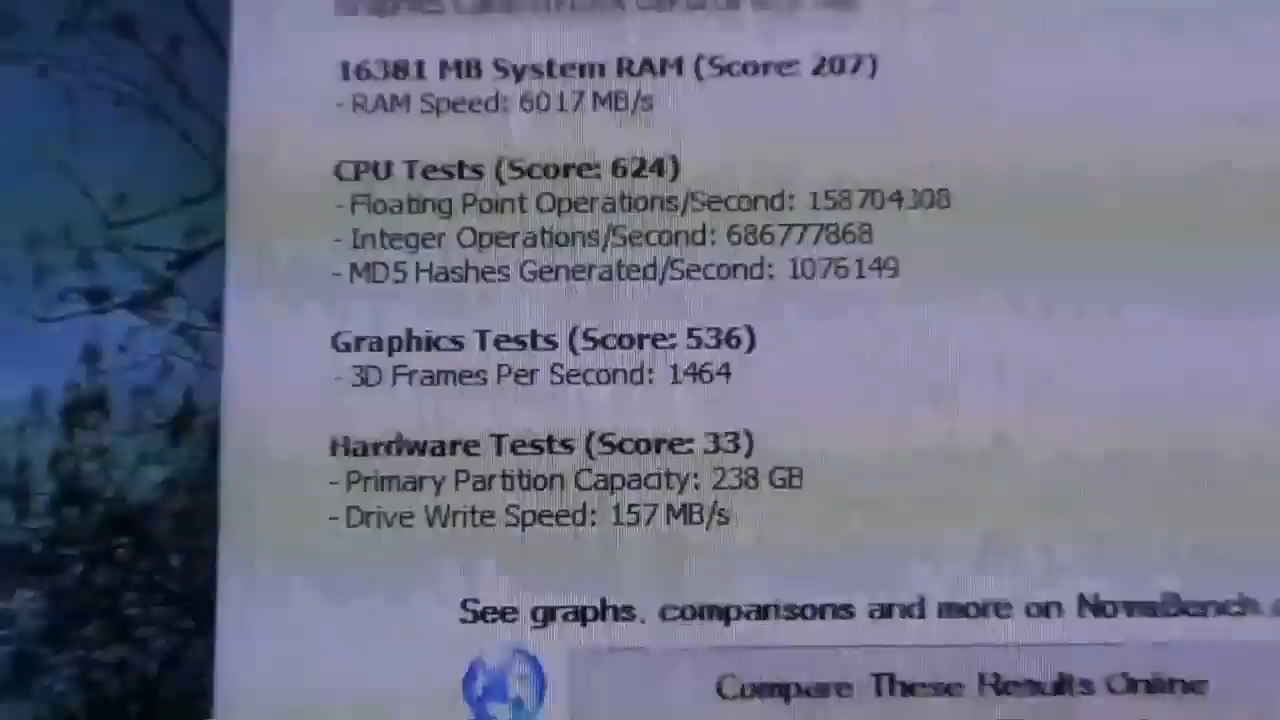 16381 MB System RAM (Score: 207)
- RAM Speed: 6017 MB/s
CPU Tests (Score: 624)
- Floating Point Operations/Second: 158704308
- Integer Operations/Second: 686777868
- MD5 Hashes Generated/Second: 1076149
Graphics Tests (Score: 536)
- 3D Frames Per Second: 1464
Hardware Tests (Score: 33)
- Primary Partition Capacity: 238 GB
- Drive Write Speed: 157 MB/s
See graphs, comparisons and more on NovaBench.
Compare These Results Online